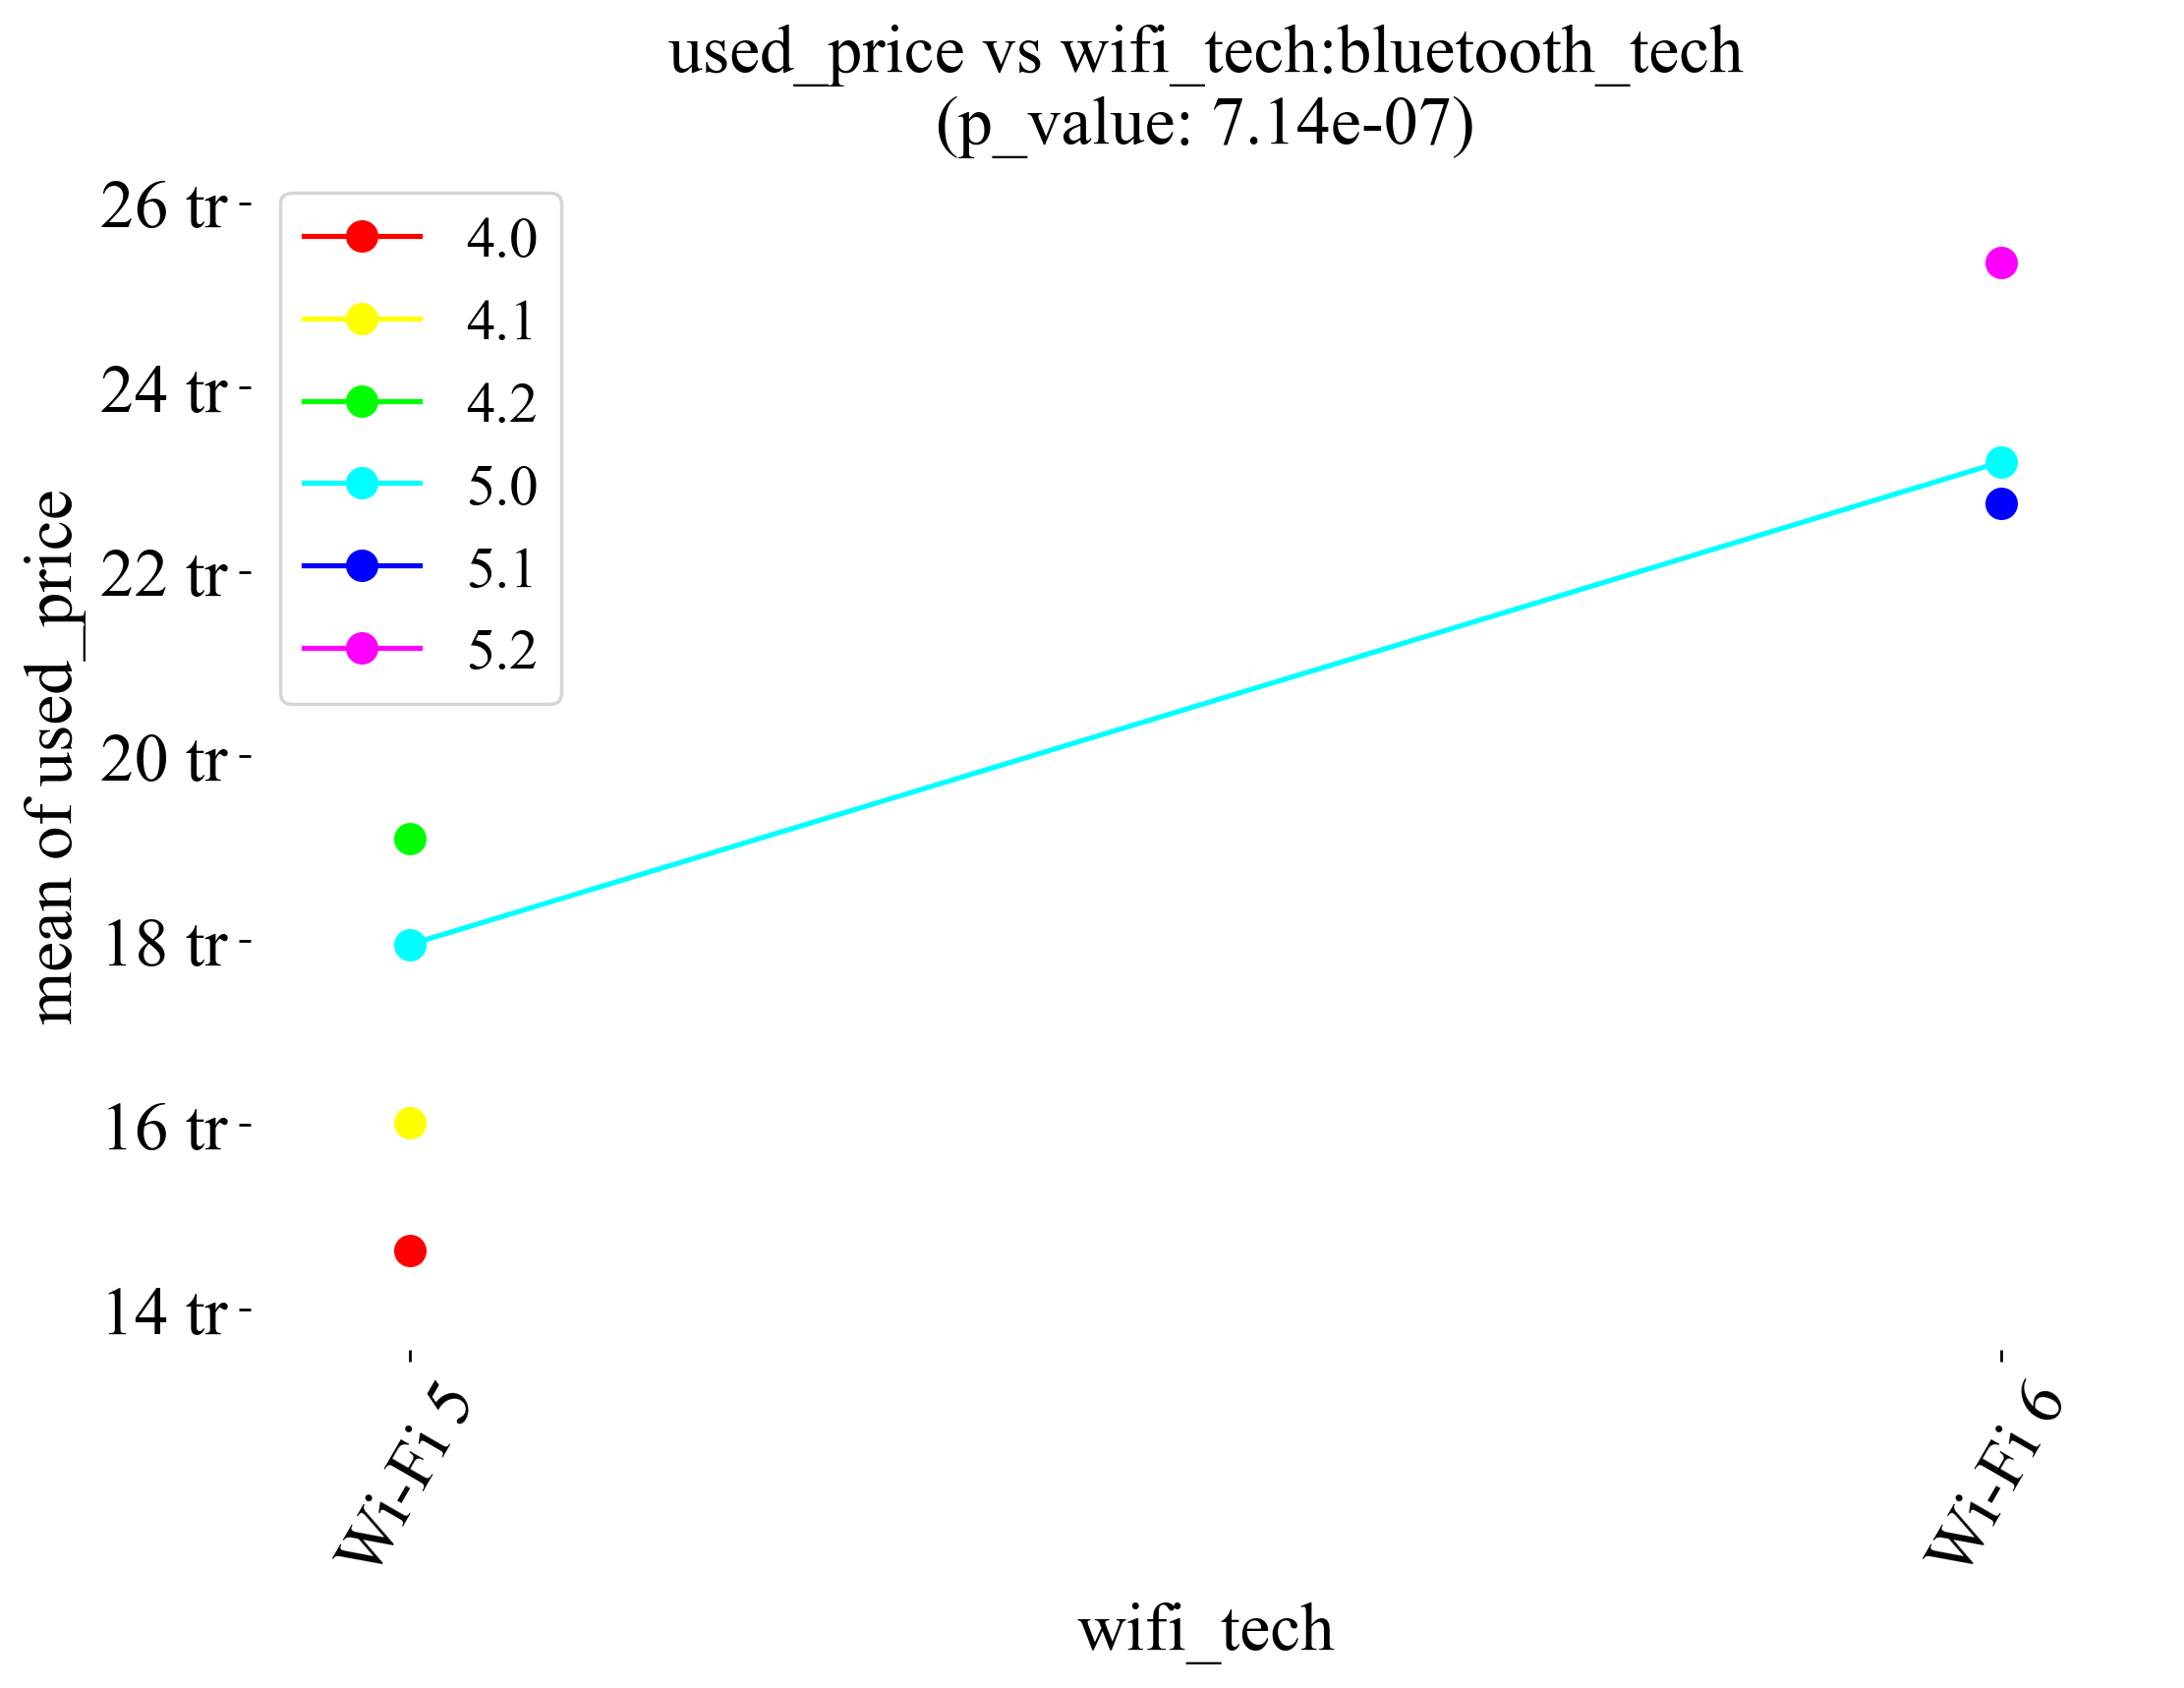 used_price vs wifi_tech:bluetooth_tech
(p_value: 7.14e-07)
26 tr
24 tr
22 tr
20 tr
18 tr
16 tr
14 tr
mean of used_price
4.0
4.1
4.2
5.0
5.1
5.2
Wi-Fi 5
Wi-Fi 6
wifi_tech